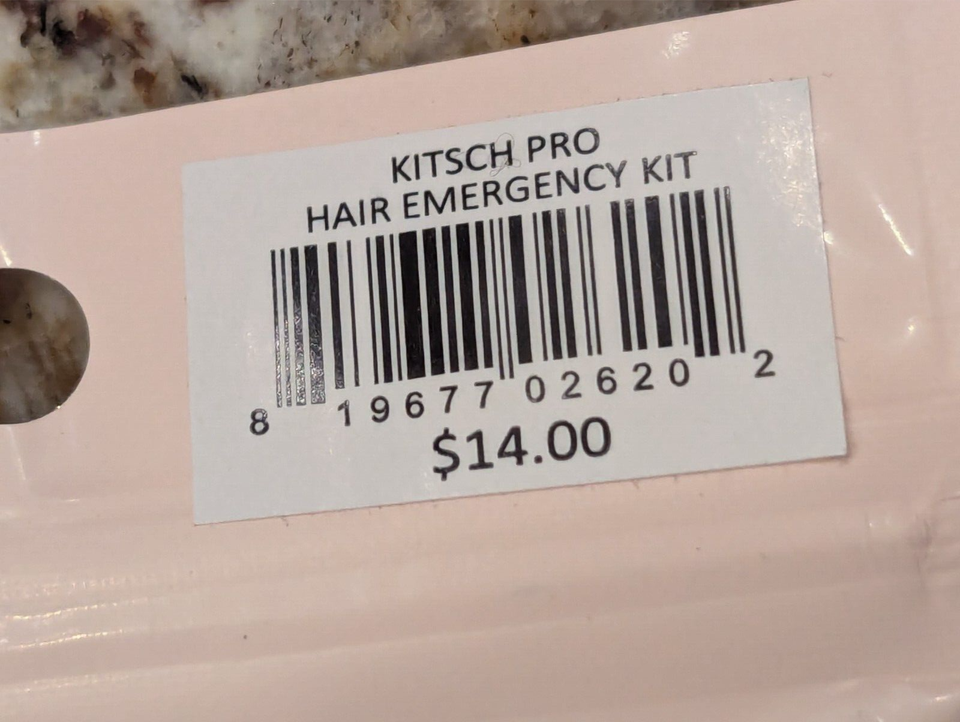 KITSCH PRO
HAIR EMERGENCY KIT
8 19677 02620 2
$14.00